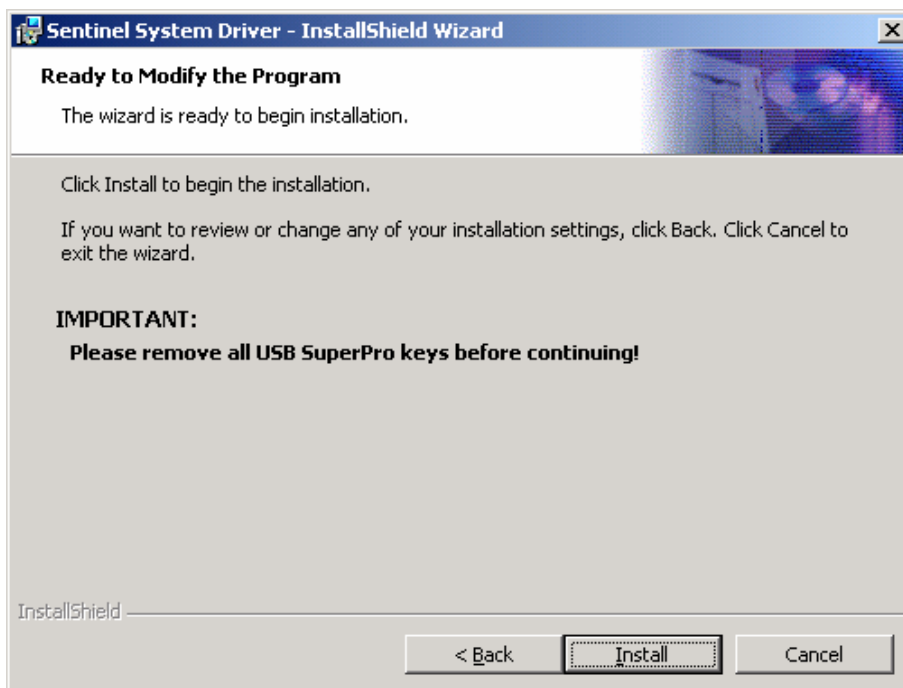 Sentinel System Driver - InstallShield Wizard
Ready to Modify the Program
The wizard is ready to begin installation.
Click Install to begin the installation.
If you want to review or change any of your installation settings, click Back. Click Cancel to
exit the wizard.
IMPORTANT:
Please remove all USB SuperPro keys before continuing!
InstallShield
< Back Install Cancel